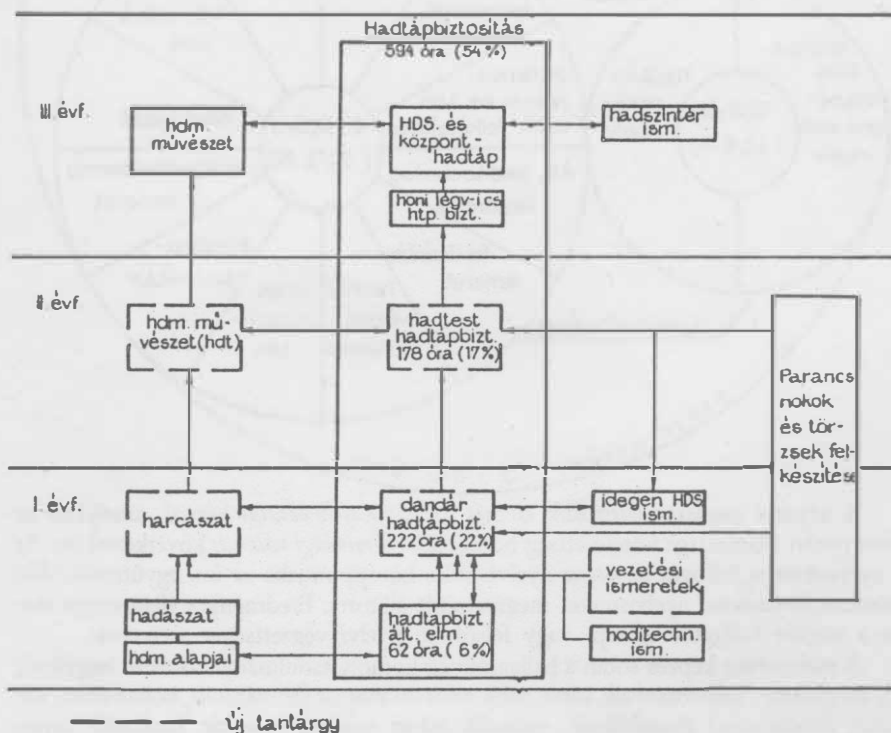 Hadtápbiztosítás
594 óra (54 %)
III. évf.
hdm.
művészet
HDS. és
központ
hadtáp
hadszíntér
ism.
honi légv-i cs
htp. bizt.
II. évf
hdm. mű-
vészet(hdt)
hadtest
hadtápbizt.
178 óra (17%)
Parancs
nokok
és tör-
zsek fel-
készítése
I. évf.
harcászat
dandár
hadtápbizt.
222 óra (22%)
idegen HDS
ism.
vezetési
ismeretek
hadászat
hdm. alapjai
hadtápbizt
ált. elm.
62 óra ( 6%)
haditechn.
ism.
új tantárgy